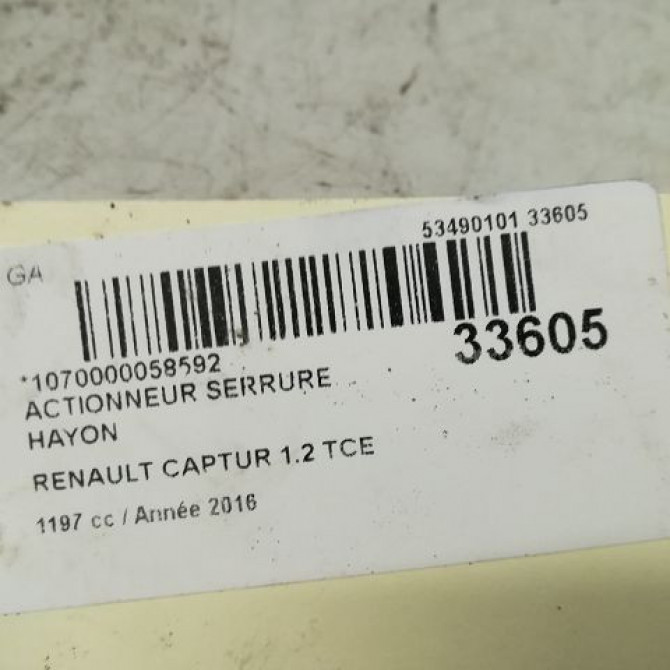 53490101 33605
GA
33605
*1070000058592
ACTIONNEUR SERRURE
HAYON
RENAULT CAPTUR 1.2 TCE
1197 cc / Année 2016